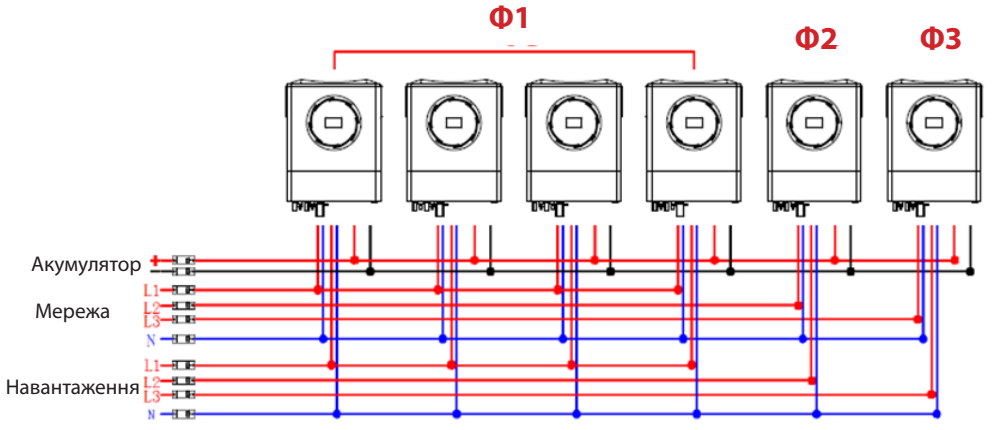 Ф1
Ф2 Ф3
Акумулятор +
Мережа
L1
L2
L3
N
Навантаження
L1
L2
L3
N